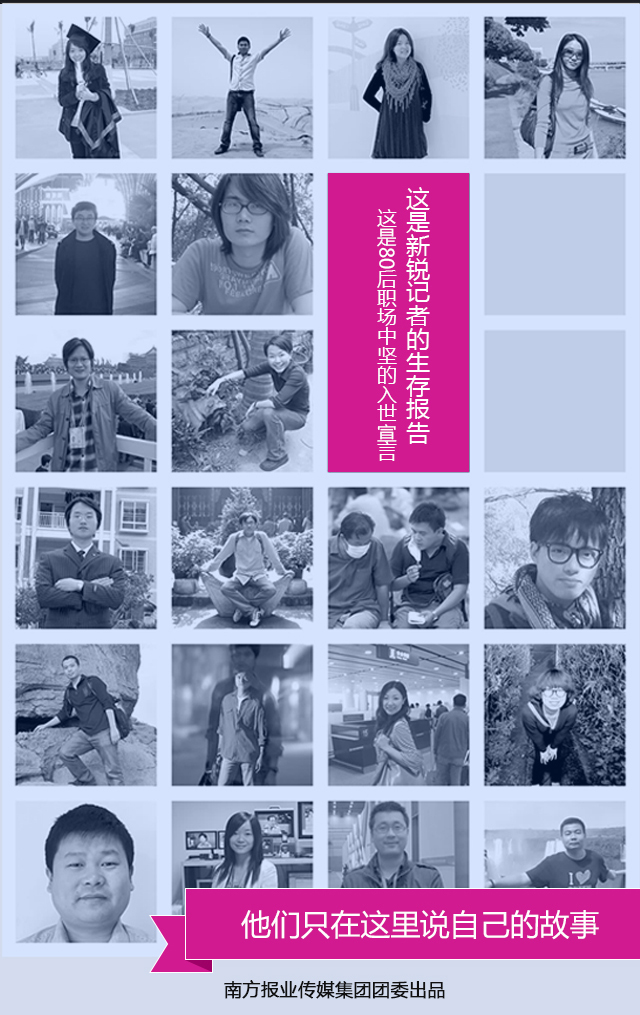 这是新锐记者的生存报告
这是80后职场中坚的入世宣言
他们只在这里说自己的故事
南方报业传媒集团团委出品